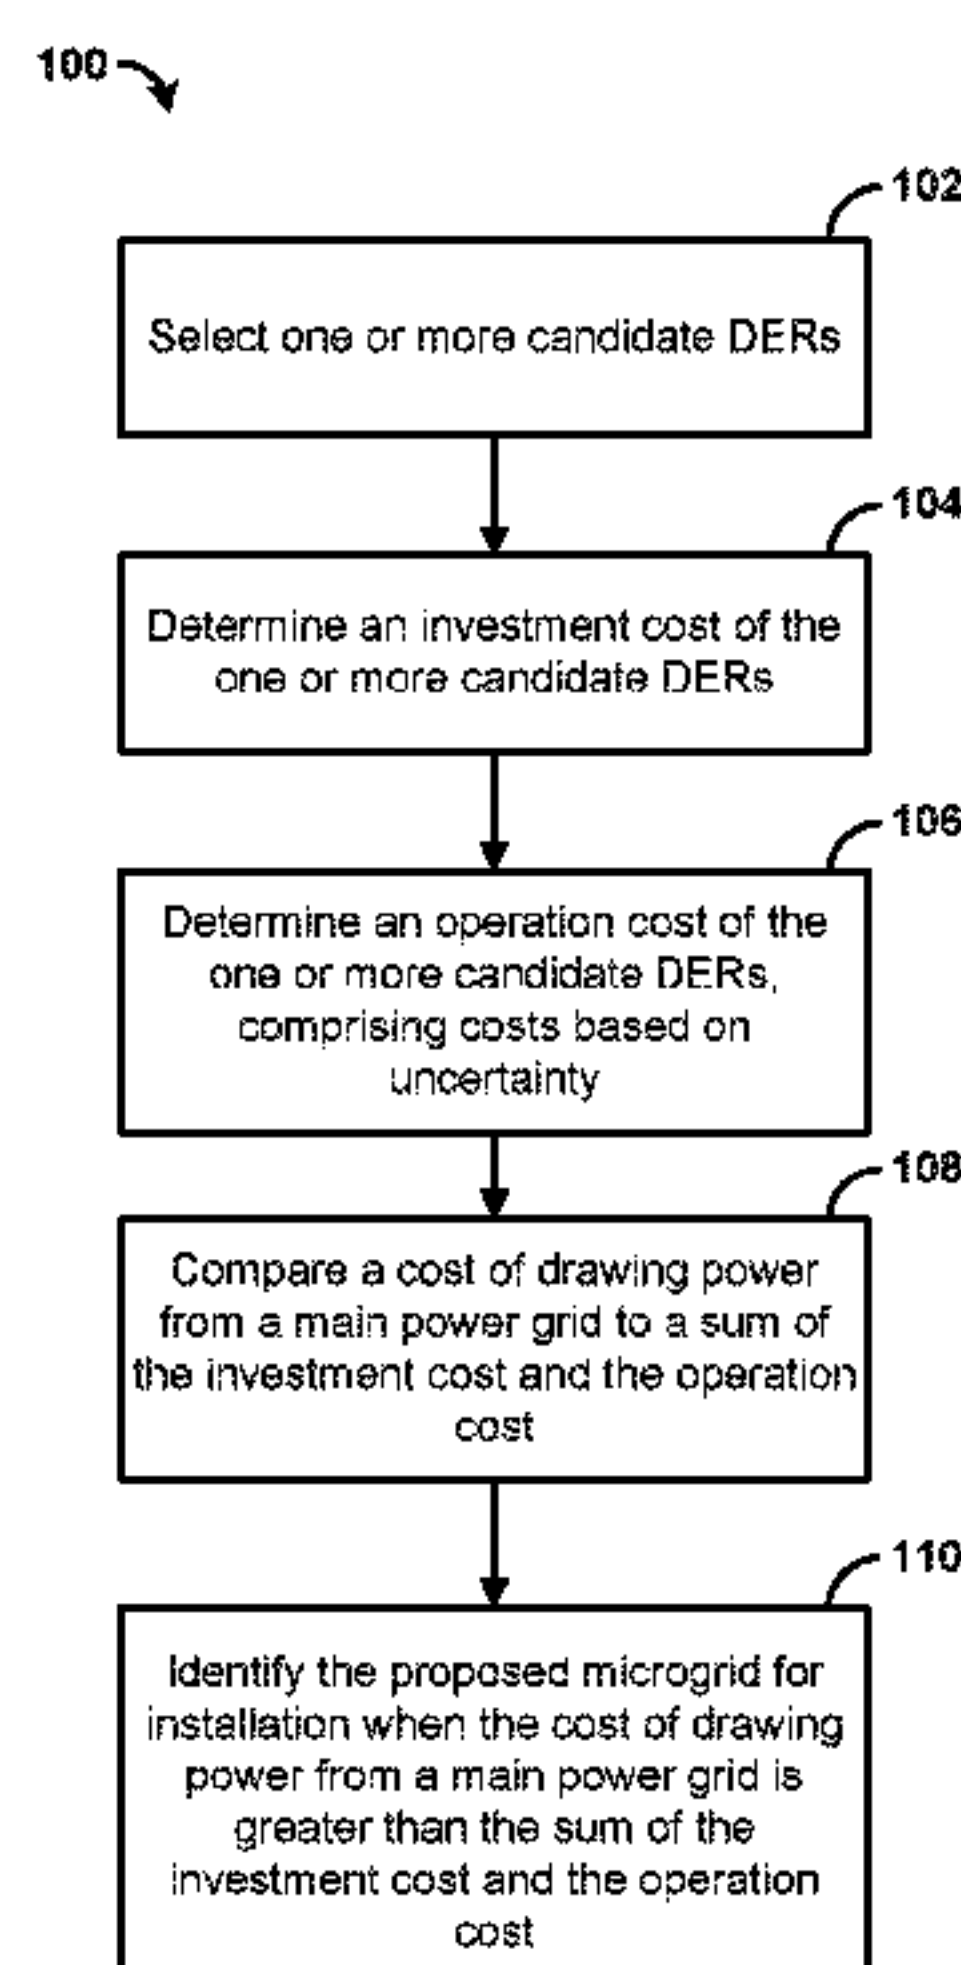 100
102
Select one or more candidate DERs
104
Determine an investment cost of the
one or more candidate DERs
106
Determine an operation cost of the
one or more candidate DERs,
comprising costs based on
uncertainty
108
Compare a cost of drawing power
from a main power grid to a sum of
the investment cost and the operation
cost
110
Identify the proposed microgrid for
installation when the cost of drawing
power from a main power grid is
greater than the sum of the
investment cost and the operation
cost